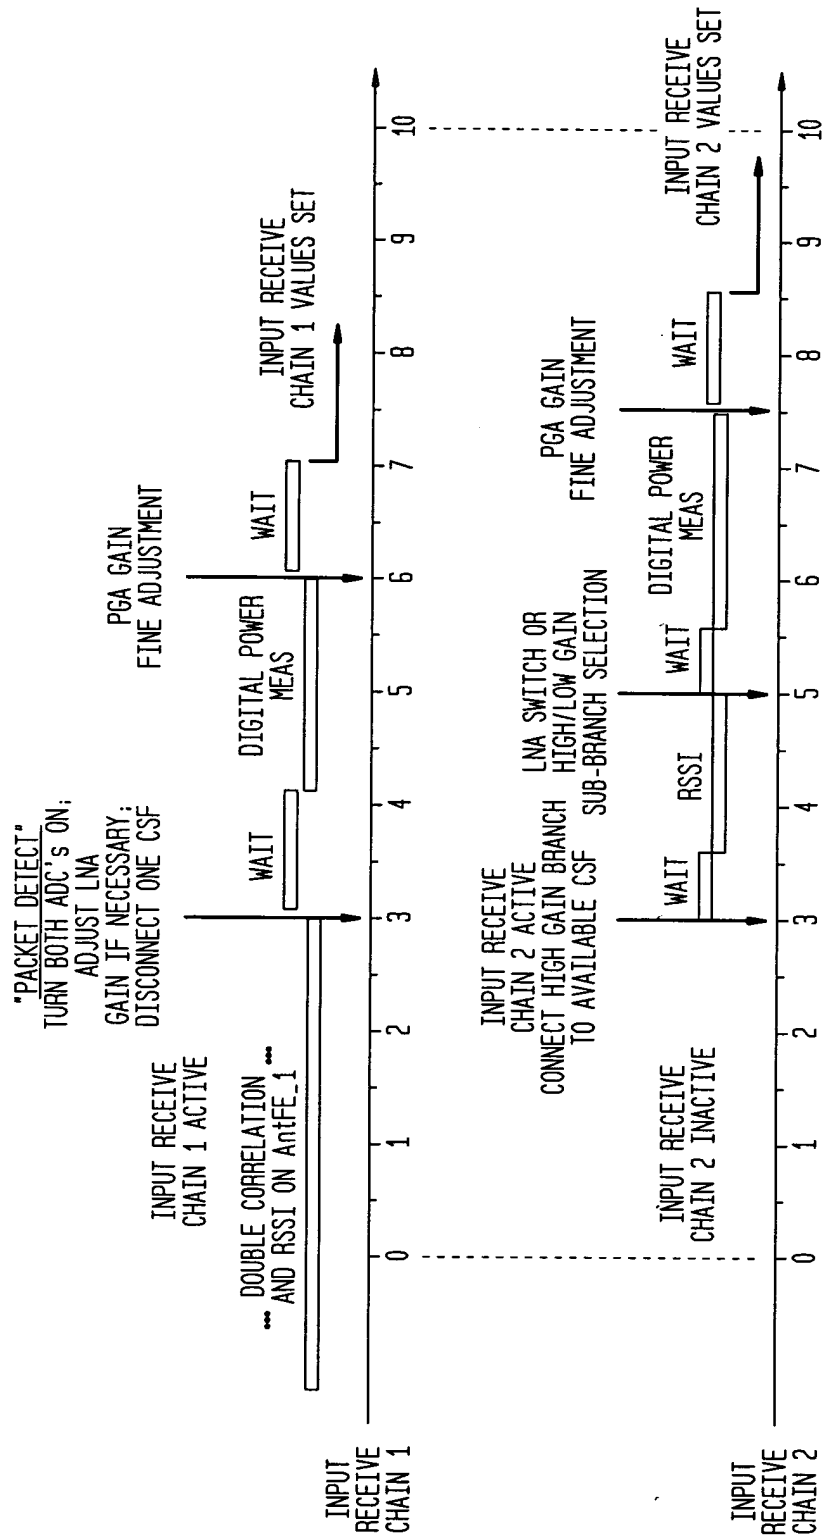 "PACKET DETECT"
TURN BOTH ADC's ON;
ADJUST LNA
GAIN IF NECESSARY;
DISCONNECT ONE CSF
INPUT RECEIVE
CHAIN 1 ACTIVE
PGA GAIN
FINE ADJUSTMENT
••• DOUBLE CORRELATION •••
AND RSSI ON AntFE_1
WAIT
DIGITAL POWER
MEAS
WAIT
INPUT RECEIVE
CHAIN 1 VALUES SET
INPUT
RECEIVE
CHAIN 1
0 1 2 3 4 5 6 7 8 9 10
INPUT RECEIVE
CHAIN 2 ACTIVE
CONNECT HIGH GAIN BRANCH
TO AVAILABLE CSF
LNA SWITCH OR
HIGH/LOW GAIN
SUB-BRANCH SELECTION
PGA GAIN
FINE ADJUSTMENT
INPUT RECEIVE
CHAIN 2 INACTIVE
WAIT
RSSI
WAIT
DIGITAL POWER
MEAS
WAIT
INPUT RECEIVE
CHAIN 2 VALUES SET
INPUT
RECEIVE
CHAIN 2
0 1 2 3 4 5 6 7 8 9 10